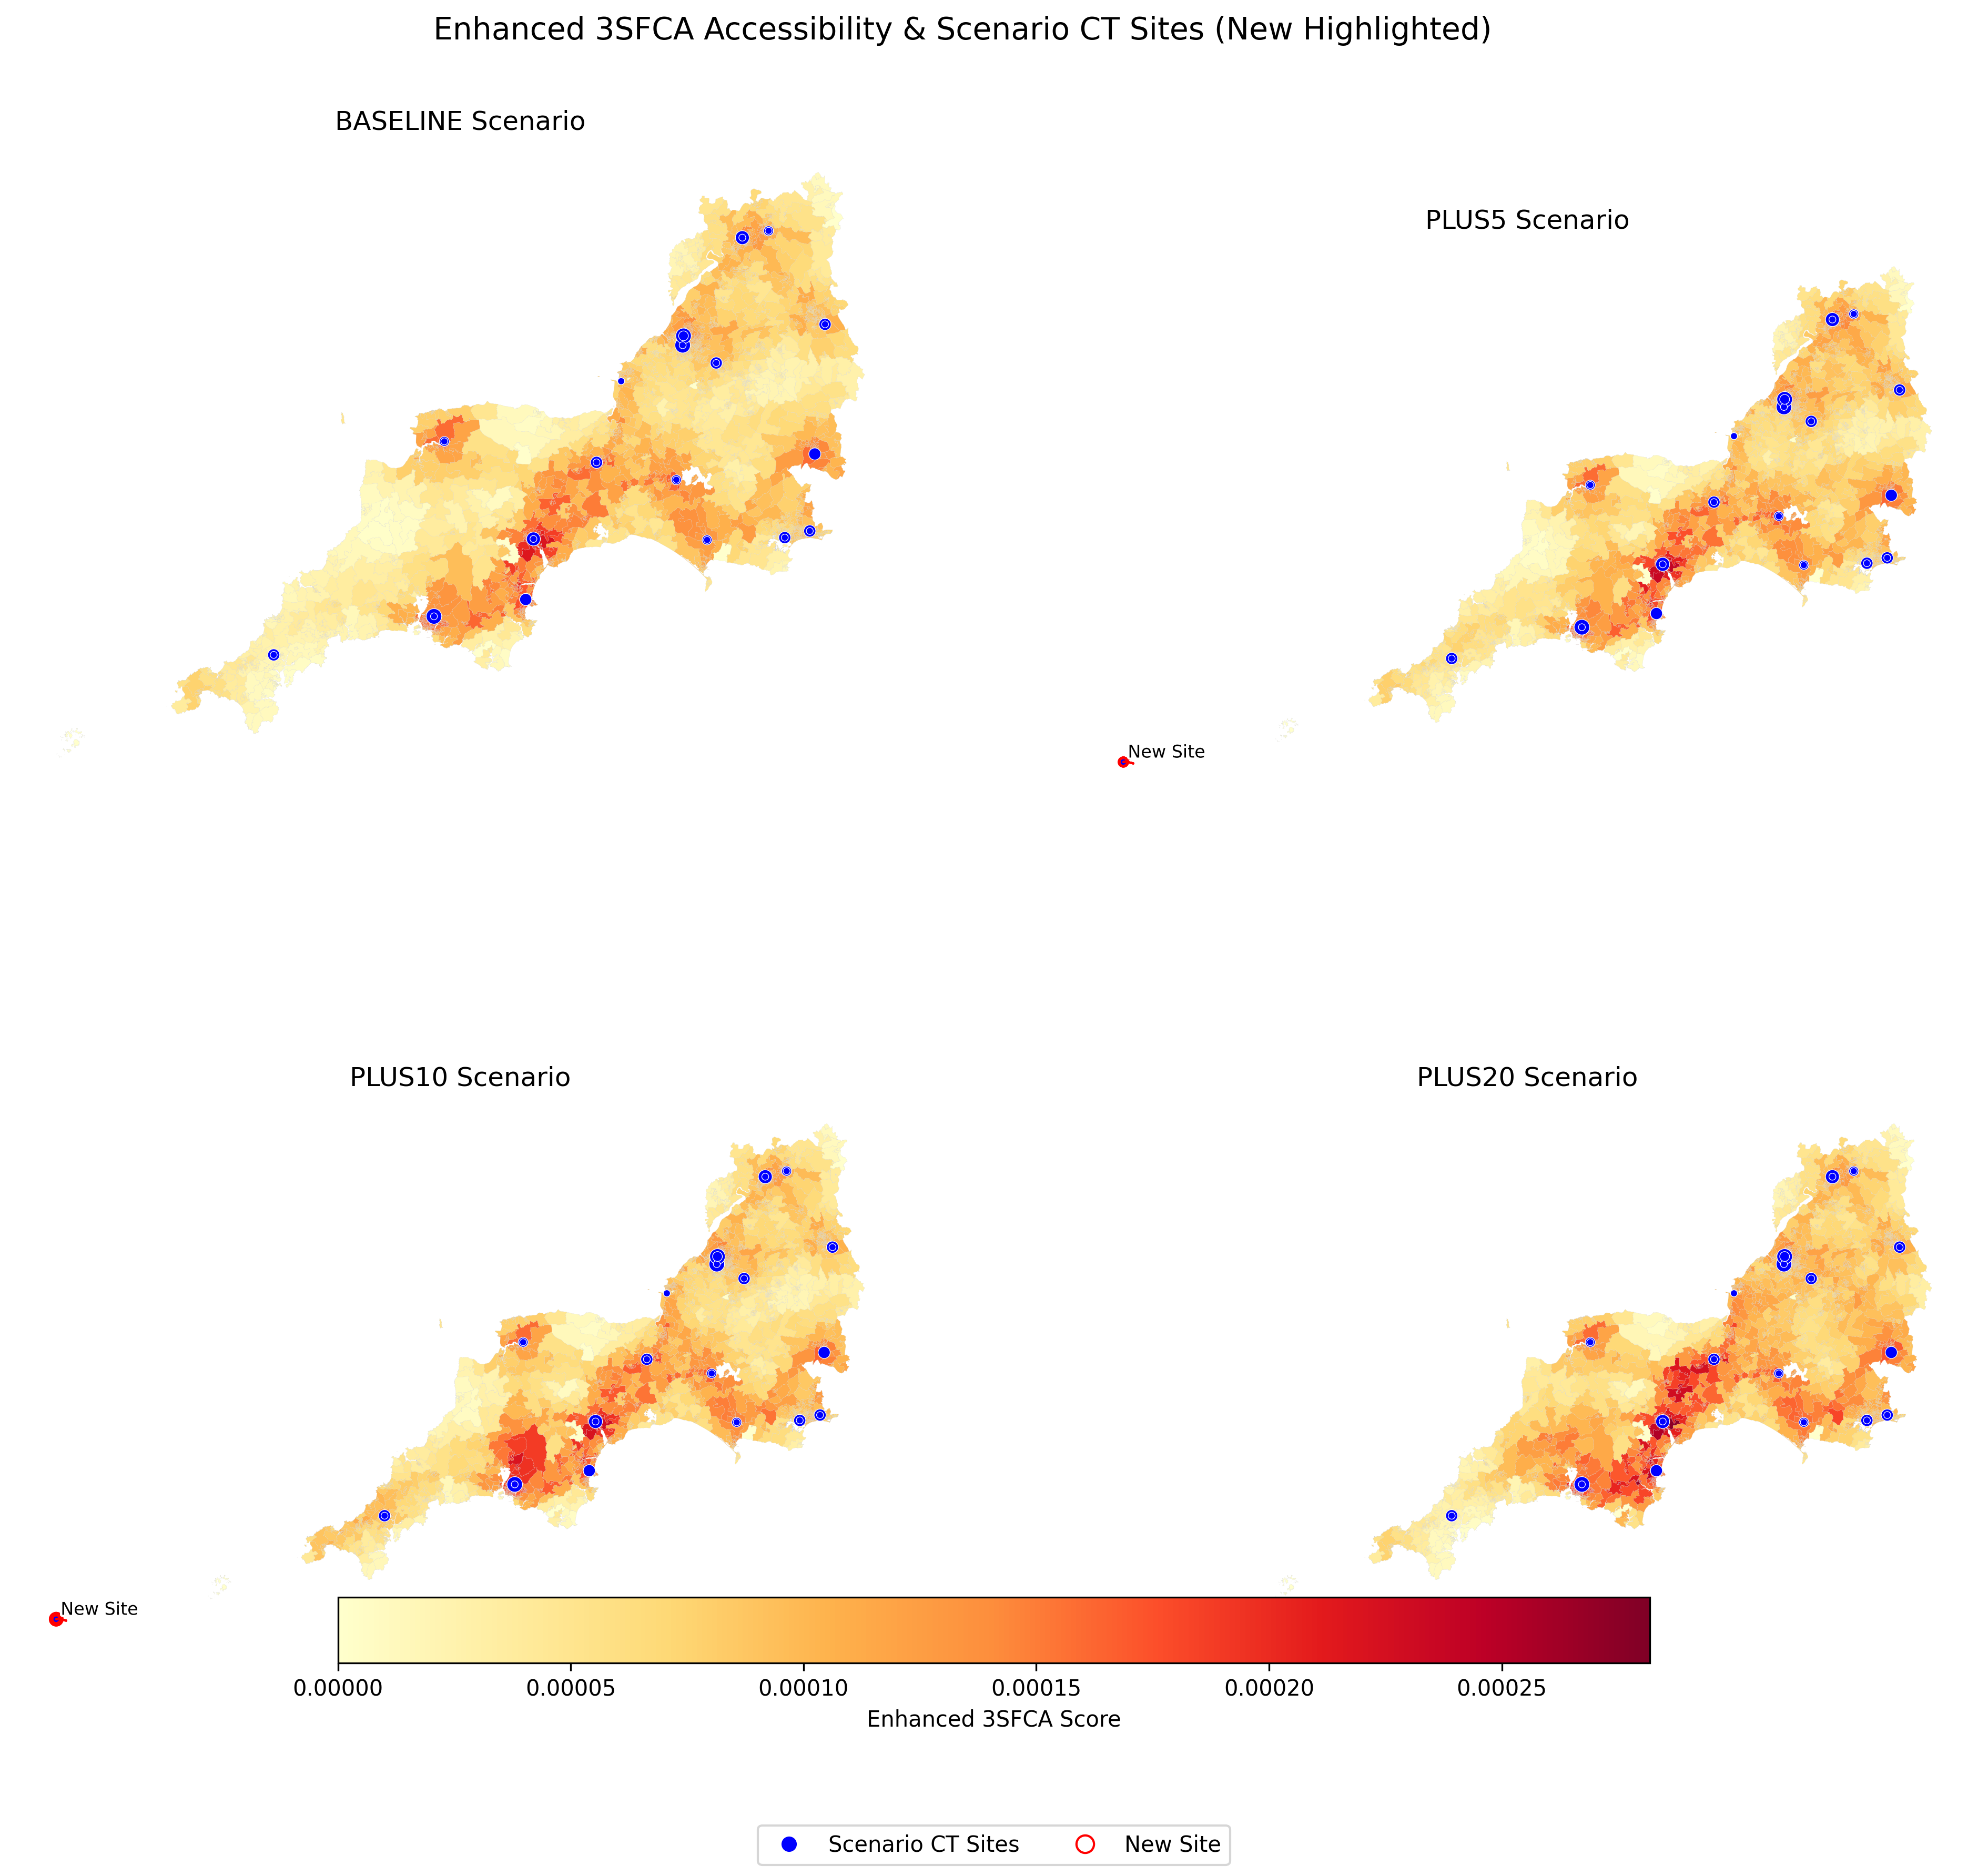 Enhanced 3SFCA Accessibility & Scenario CT Sites (New Highlighted)
BASELINE Scenario
PLUS5 Scenario
New Site
PLUS10 Scenario
PLUS20 Scenario
New Site
0.00000 0.00005 0.00010 0.00015 0.00020 0.00025
Enhanced 3SFCA Score
Scenario CT Sites New Site